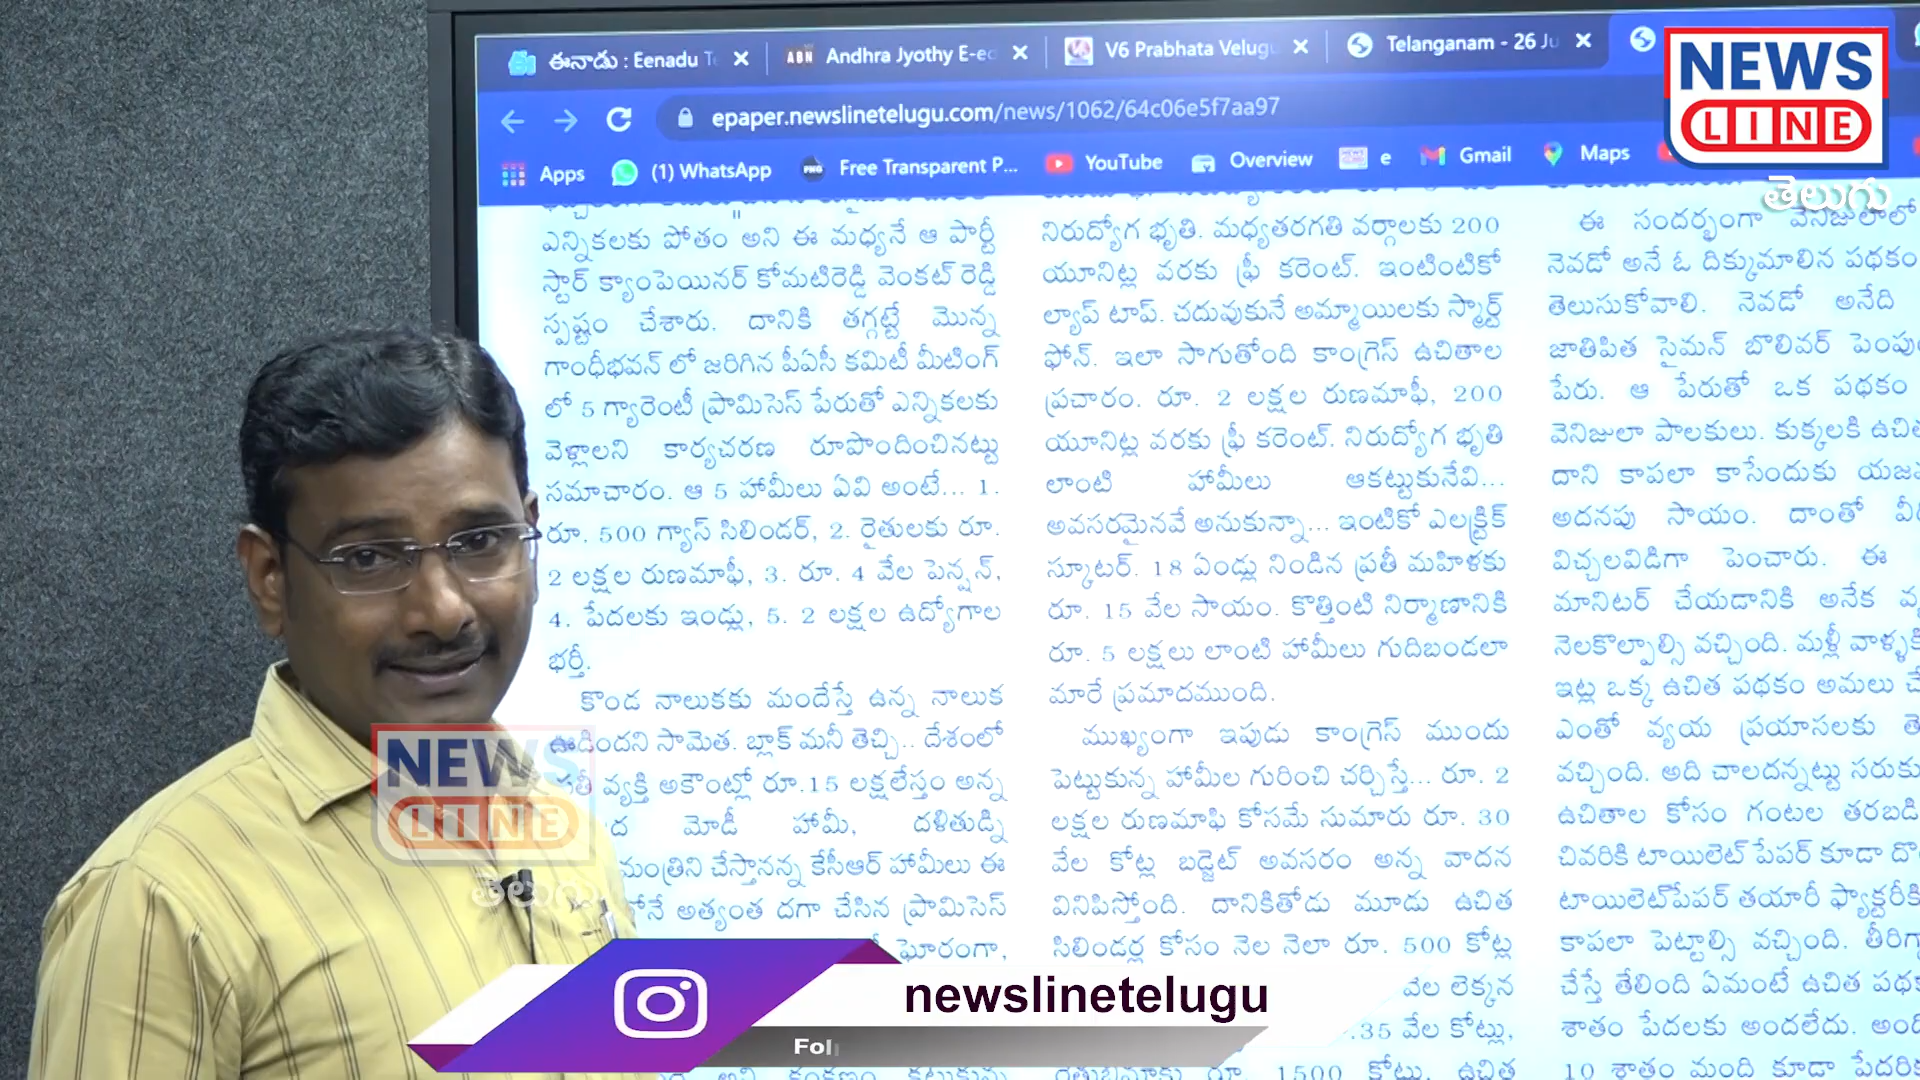 ఈనాడు : Eenadu Te
ABN Andhra Jyothy E-ed
V6 Prabhata Velugu
Telanganam - 26 Ju
epaper.newslinetelugu.com/news/1062/64c06e5f7aa97
Apps
(1) WhatsApp
PNG Free Transparent P...
YouTube
Overview
e
Gmail
Maps
NEWS
LINE
తెలుగు
ఎన్నికలకు పోతం అని ఈ మధ్యనే ఆ పార్టీ
స్టార్ క్యాంపెయినర్ కోమటిరెడ్డి వెంకట్ రెడ్డి
స్పష్టం చేశారు. దానికి తగ్గట్టే మొన్న
గాంధీభవన్ లో జరిగిన పీఏసీ కమిటీ మీటింగ్
లో 5 గ్యారెంటీ ప్రామిసెస్ పేరుతో ఎన్నికలకు
వెళ్లాలని కార్యచరణ రూపొందించినట్టు
సమాచారం. ఆ 5 హామీలు ఏవి అంటే... 1.
రూ. 500 గ్యాస్ సిలిండర్, 2. రైతులకు రూ.
2 లక్షల రుణమాఫీ, 3. రూ. 4 వేల పెన్షన్,
4. పేదలకు ఇండ్లు, 5. 2 లక్షల ఉద్యోగాల
భర్తీ.
కొండ నాలుకకు మందేస్తే ఉన్న నాలుక
ఊడిందని సామెత. బ్లాక్ మనీ తెచ్చి.. దేశంలో
వ్యక్తి అకౌంట్లో రూ.15 లక్షలేస్తం అన్న
మోడీ హామీ, దళితుడ్ని
మంత్రిని చేస్తానన్న కేసీఆర్ హామీలు ఈ
అత్యంత దగా చేసిన ప్రామిసెస్
ఘోరంగా,
నిరుద్యోగ భృతి. మధ్యతరగతి వర్గాలకు 200
యూనిట్ల వరకు ఫ్రీ కరెంట్. ఇంటింటికో
ల్యాప్ టాప్. చదువుకునే అమ్మాయిలకు స్మార్ట్
ఫోన్. ఇలా సాగుతోంది కాంగ్రెస్ ఉచితాల
ప్రచారం. రూ. 2 లక్షల రుణమాఫీ, 200
యూనిట్ల వరకు ఫ్రీ కరెంట్. నిరుద్యోగ భృతి
లాంటి హామీలు ఆకట్టుకునేవి...
అవసరమైనవే అనుకున్నా... ఇంటికో ఎలక్ట్రిక్
స్కూటర్. 18 ఏండ్లు నిండిన ప్రతీ మహిళకు
రూ. 15 వేల సాయం. కొత్తింటి నిర్మాణానికి
రూ. 5 లక్షలు లాంటి హామీలు గుదిబండలా
మారే ప్రమాదముంది.
ముఖ్యంగా ఇపుడు కాంగ్రెస్ ముందు
పెట్టుకున్న హామీల గురించి చర్చిస్తే... రూ. 2
లక్షల రుణమాఫి కోసమే సుమారు రూ. 30
వేల కోట్ల బడ్జెట్ అవసరం అన్న వాదన
వినిపిస్తోంది. దానికితోడు మూడు ఉచిత
సిలిండర్ల కోసం నెల నెలా రూ. 500 కోట్ల
వేల లెక్కన
.35 వేల కోట్లు,
రైతుబీమాకు రూ. 1500 కోట్లు, ఉచిత
ఈ సందర్భంగా వెనిజులాలో
నెవడో అనే ఓ దిక్కుమాలిన పథకం
తెలుసుకోవాలి. నెవడో అనేది
జాతిపిత సైమన్ బొలివర్ పెంపు
పేరు. ఆ పేరుతో ఒక పథకం
వెనిజులా పాలకులు. కుక్కలకి ఉచి
దాని కాపలా కాసేందుకు యజ
అదనపు సాయం. దాంతో వీ
విచ్చలవిడిగా పెంచారు. ఈ
మానిటర్ చేయడానికి అనేక వ్య
నెలకొల్పాల్సి వచ్చింది. మళ్లీ వాళ్ళకి
ఇట్ల ఒక్క ఉచిత పథకం అమలు చే
ఎంతో వ్యయ ప్రయాసలకు
వచ్చింది. అది చాలదన్నట్టు సరుకు
ఉచితాల కోసం గంటల తరబడి
చివరికి టాయిలెట్ పేపర్ కూడా దొ
టాయిలెట్‌పేపర్ తయారీ ఫ్యాక్టరీకి
కాపలా పెట్టాల్సి వచ్చింది. తీరిగ్గా
చేస్తే తేలింది ఏమంటే ఉచిత పథ
శాతం పేదలకు అందలేదు. అం
10 శాతం మంది కూడా పేదరి
NEWS
LINE
తెలుగు
newslinetelugu
Fol